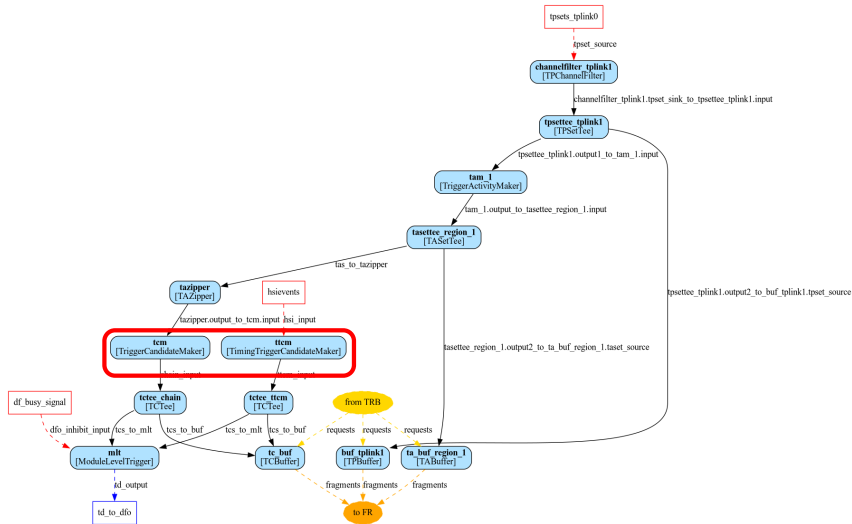 tpsets_tplink0
tpset_source
channelfilter_tplink1
[TPChannelFilter]
channelfilter_tplink1.tpset_sink_to_tpsettee_tplink1.input
tpsettee_tplink1
[TPSetTee]
tpsettee_tplink1.output1_to_tam_1.input
tam_1
[TriggerActivityMaker]
tam_1.output_to_tasettee_region_1.input
tasettee_region_1
[TASetTee]
tas_to_tazipper
tazipper
[TAZipper]
hsievents
tpsettee_tplink1.output2_to_buf_tplink1.tpset_source
tazipper.output_to_tcm.input
hsi_input
tcm
[TriggerCandidateMaker]
ttcm
[TimingTriggerCandidateMaker]
tasettee_region_1.output2_to_ta_buf_region_1.taset_source
df_busy_signal
tctee_chain
[TCTee]
tctee_ttcm
[TCTee]
from TRB
dfo_inhibit_input
tcs_to_mlt
tcs_to_buf
tcs_to_mlt
tcs_to_buf
requests
requests
requests
mlt
[ModuleLevelTrigger]
tc_buf
[TCBuffer]
buf_tplink1
[TPBuffer]
ta_buf_region_1
[TABuffer]
td_output
fragments
fragments
fragments
td_to_dfo
to FR